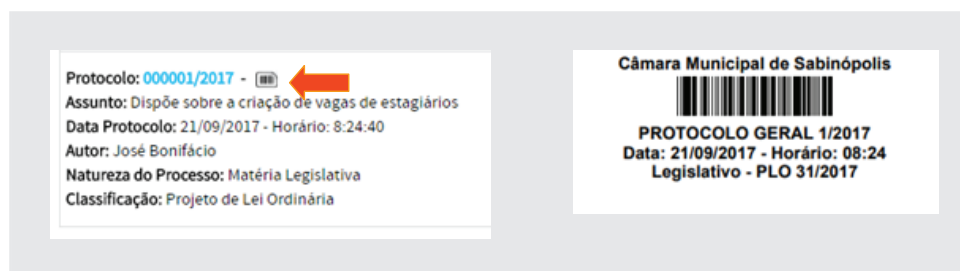 Protocolo: 000001/2017 -
Assunto: Dispõe sobre a criação de vagas de estagiários
Data Protocolo: 21/09/2017 - Horário: 8:24:40
Autor: José Bonifácio
Natureza do Processo: Matéria Legislativa
Classificação: Projeto de Lei Ordinária
Câmara Municipal de Sabinópolis
PROTOCOLO GERAL 1/2017
Data: 21/09/2017 - Horário: 08:24
Legislativo - PLO 31/2017